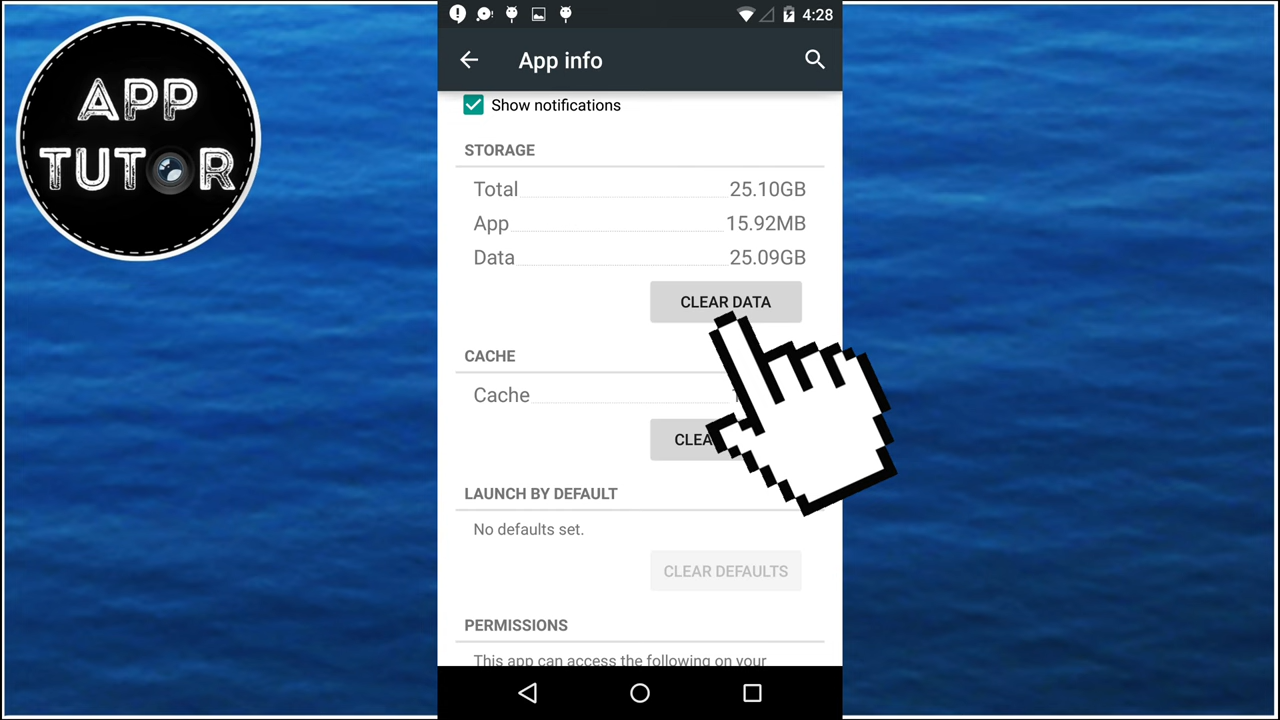 APP
TUTOR
4:28
App info
Show notifications
STORAGE
Total 25.10GB
App 15.92MB
Data 25.09GB
CLEAR DATA
CACHE
Cache
LAUNCH BY DEFAULT
No defaults set.
CLEAR DEFAULTS
PERMISSIONS
This app can access the following on your